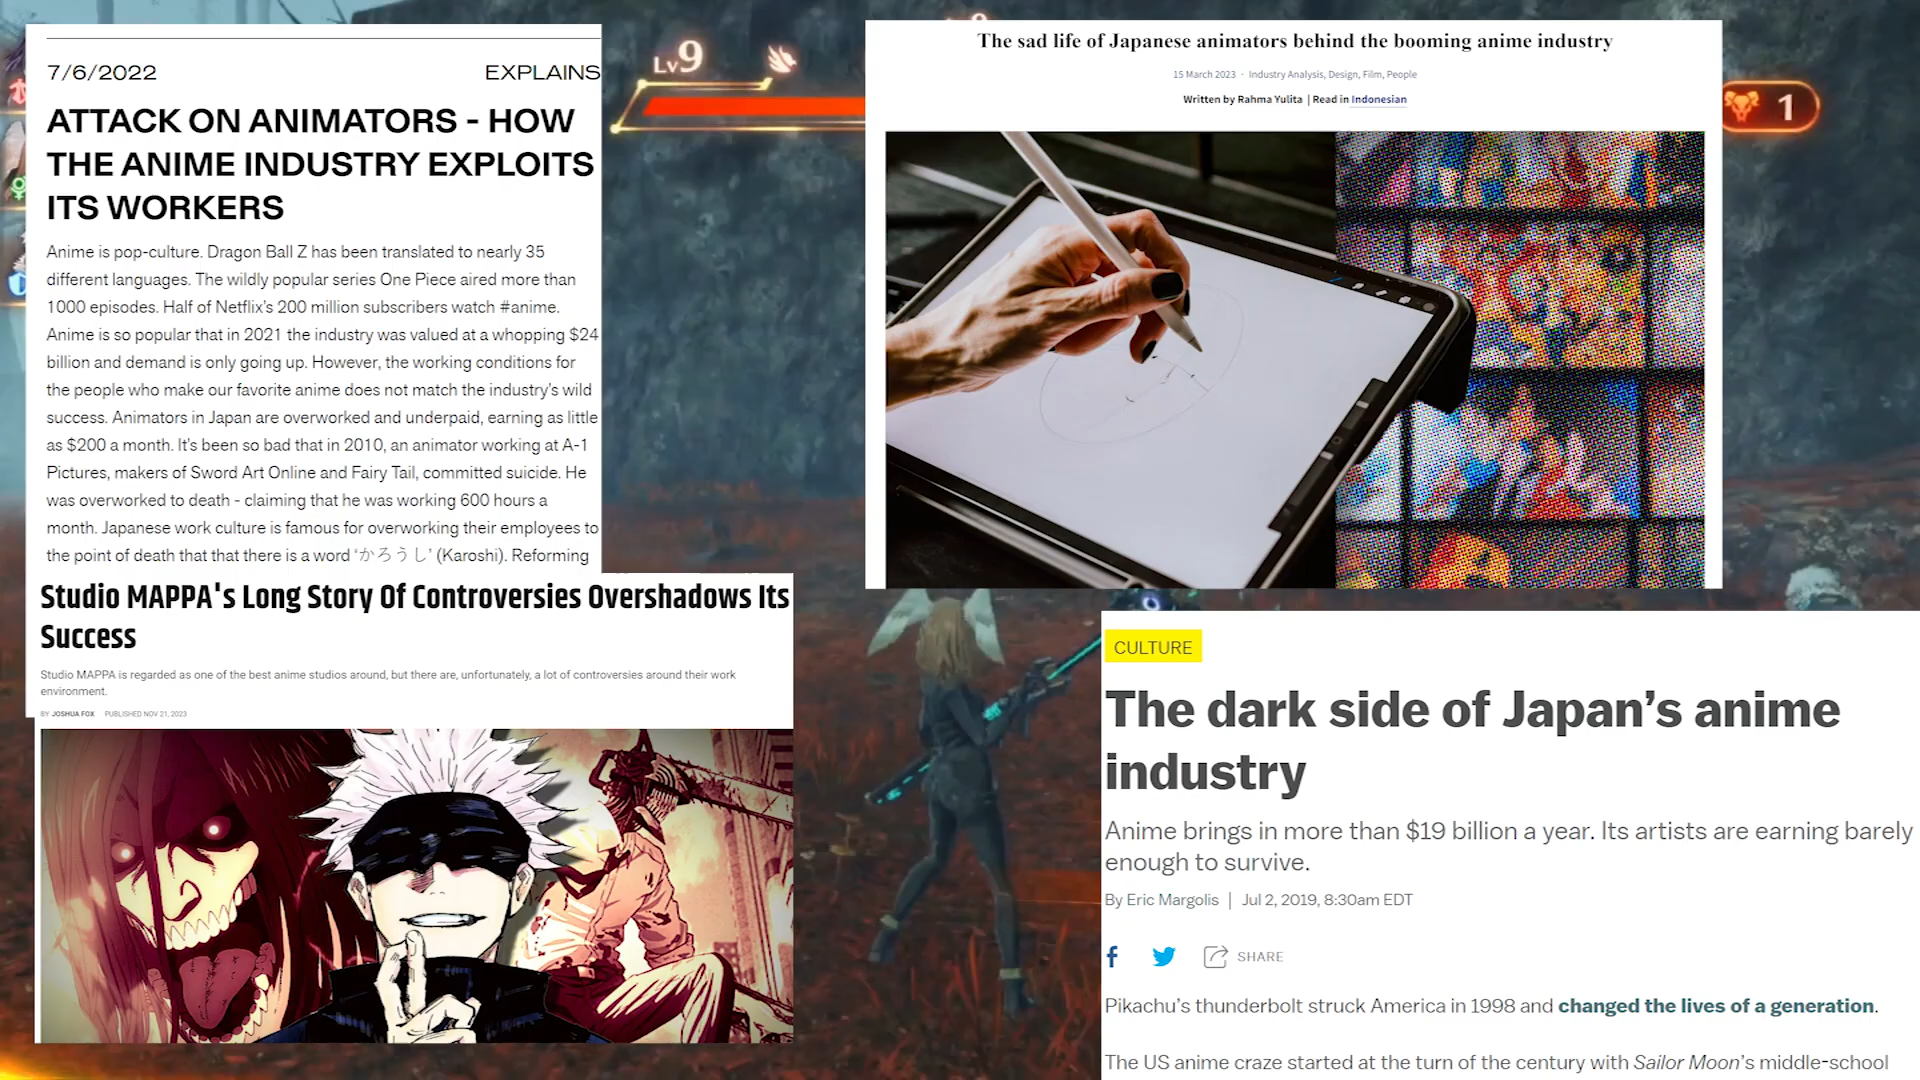 7/6/2022
EXPLAINS
ATTACK ON ANIMATORS - HOW
THE ANIME INDUSTRY EXPLOITS
ITS WORKERS
Anime is pop-culture. Dragon Ball Z has been translated to nearly 35
different languages. The wildly popular series One Piece aired more than
1000 episodes. Half of Netflix's 200 million subscribers watch #anime.
Anime is so popular that in 2021 the industry was valued at a whopping $24
billion and demand is only going up. However, the working conditions for
the people who make our favorite anime does not match the industry's wild
success. Animators in Japan are overworked and underpaid, earning as little
as $200 a month. It's been so bad that in 2010, an animator working at A-1
Pictures, makers of Sword Art Online and Fairy Tail, committed suicide. He
was overworked to death - claiming that he was working 600 hours a
month. Japanese work culture is famous for overworking their employees to
the point of death that that there is a word ‘かろうし’ (Karoshi). Reforming
Lv9
The sad life of Japanese animators behind the booming anime industry
15 March 2023 · Industry Analysis, Design, Film, People
Written by Rahma Yulita | Read in Indonesian
1
Studio MAPPA's Long Story Of Controversies Overshadows Its
Success
Studio MAPPA is regarded as one of the best anime studios around, but there are, unfortunately, a lot of controversies around their work
environment.
BY JOSHUA FOX PUBLISHED NOV 21, 2023
CULTURE
The dark side of Japan’s anime
industry
Anime brings in more than $19 billion a year. Its artists are earning barely
enough to survive.
By Eric Margolis | Jul 2, 2019, 8:30am EDT
SHARE
Pikachu’s thunderbolt struck America in 1998 and changed the lives of a generation.
The US anime craze started at the turn of the century with Sailor Moon’s middle-school